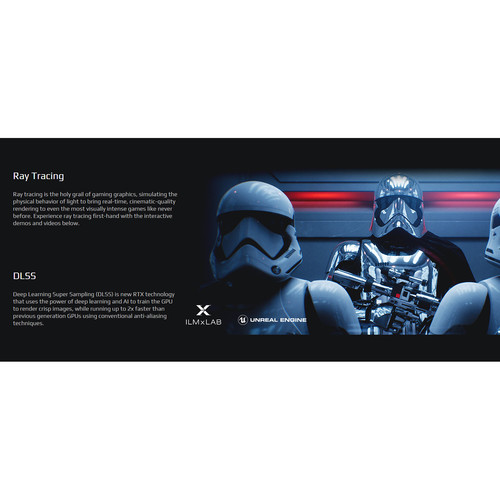 Ray Tracing
Ray tracing is the holy grail of gaming graphics, simulating the
physical behavior of light to bring real-time, cinematic-quality
rendering to even the most visually intense games like never
before. Experience ray tracing first-hand with the interactive
demos and videos below.
DLSS
Deep Learning Super Sampling (DLSS) is new RTX technology
that uses the power of deep learning and AI to train the GPU
to render crisp images, while running up to 2x faster than
previous generation GPUs using conventional anti-aliasing
techniques.
ILMxLAB
UNREAL ENGINE